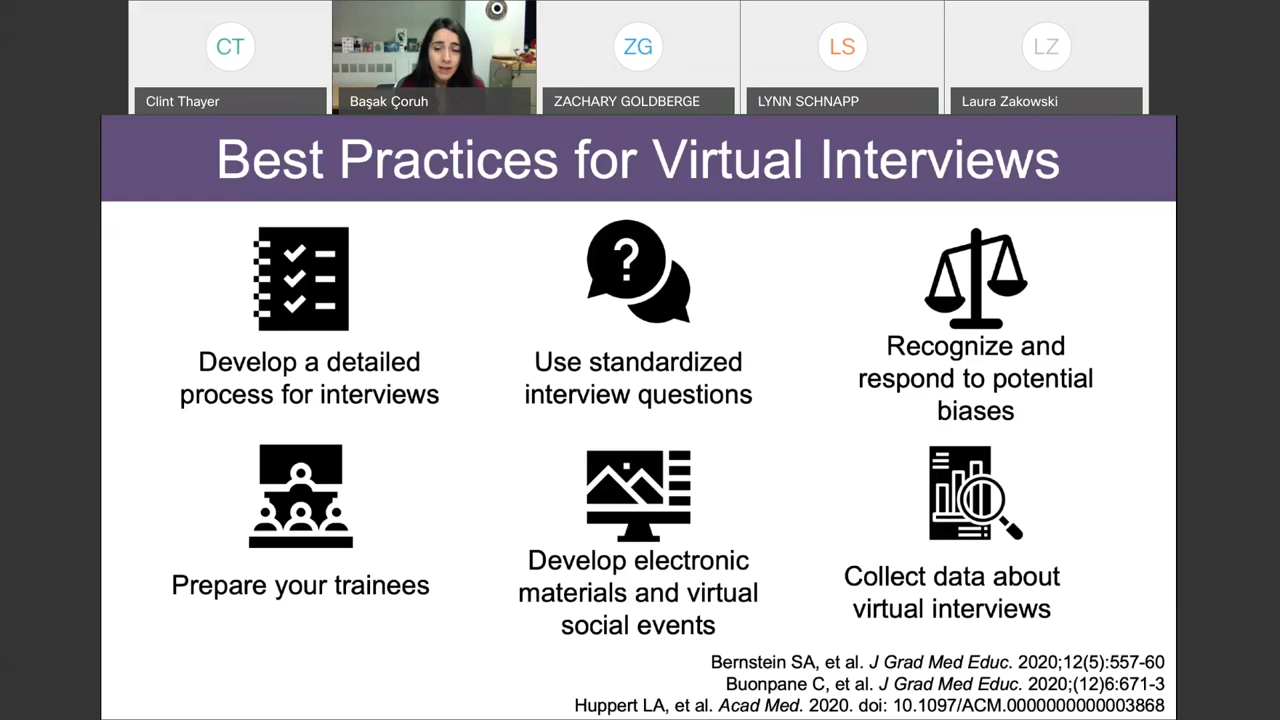 CT
ZG
LS
LZ
Clint Thayer
Başak Çoruh
ZACHARY GOLDBERGE
LYNN SCHNAPP
Laura Zakowski
Best Practices for Virtual Interviews
?
Develop a detailed
process for interviews
Use standardized
interview questions
Recognize and
respond to potential
biases
Prepare your trainees
Develop electronic
materials and virtual
social events
Collect data about
virtual interviews
Bernstein SA, et al. J Grad Med Educ. 2020;12(5):557-60
Buonpane C, et al. J Grad Med Educ. 2020;(12)6:671-3
Huppert LA, et al. Acad Med. 2020. doi: 10.1097/ACM.0000000000003868